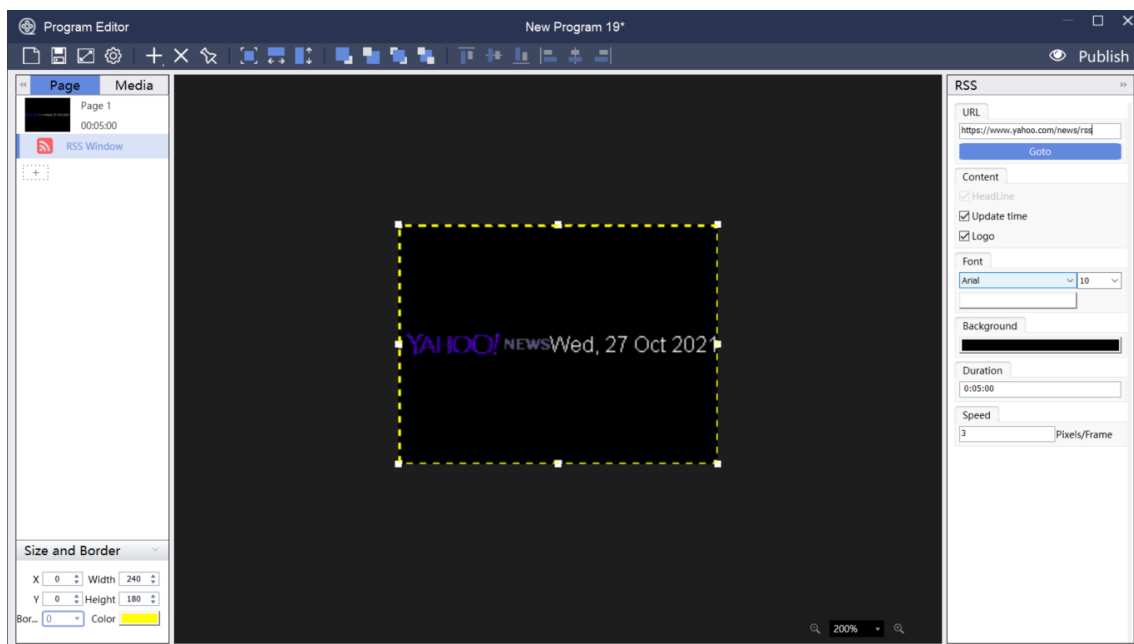 Program Editor
New Program 19*
Publish
Page
Media
Page 1
00:05:00
RSS Window
+
YAHOO! NEWSWed, 27 Oct 2021
Size and Border
X 0 Width 240
Y 0 Height 180
Bor... 0 Color
200%
RSS
URL
https://www.yahoo.com/news/rss
Goto
Content
HeadLine
Update time
Logo
Font
Arial 10
Background
Duration
0:05:00
Speed
3 Pixels/Frame